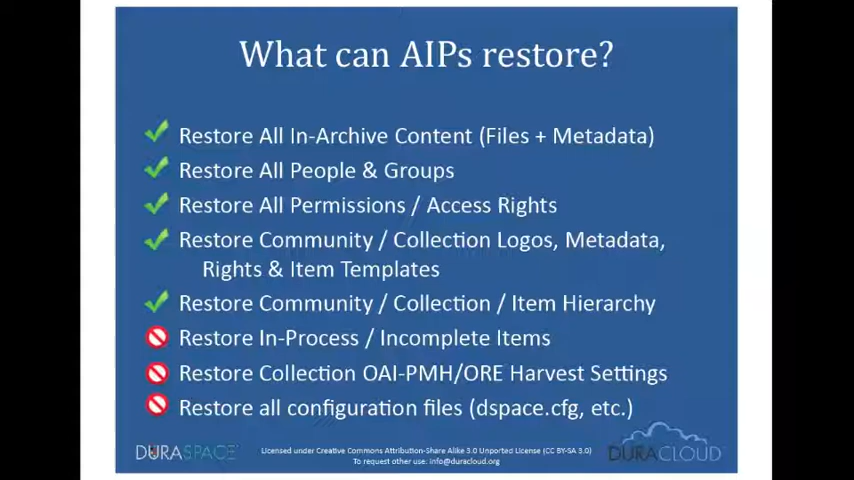 What can AIPs restore?
Restore All In-Archive Content (Files + Metadata)
Restore All People & Groups
Restore All Permissions / Access Rights
Restore Community / Collection Logos, Metadata,
Rights & Item Templates
Restore Community / Collection / Item Hierarchy
Restore In-Process / Incomplete Items
Restore Collection OAI-PMH/ORE Harvest Settings
Restore all configuration files (dspace.cfg, etc.)
DURASPACE
Licensed under Creative Commons Attribution-Share Alike 3.0 Unported License (CC BY-SA 3.0)
To request other use: info@duracloud.org
DURACLOUD